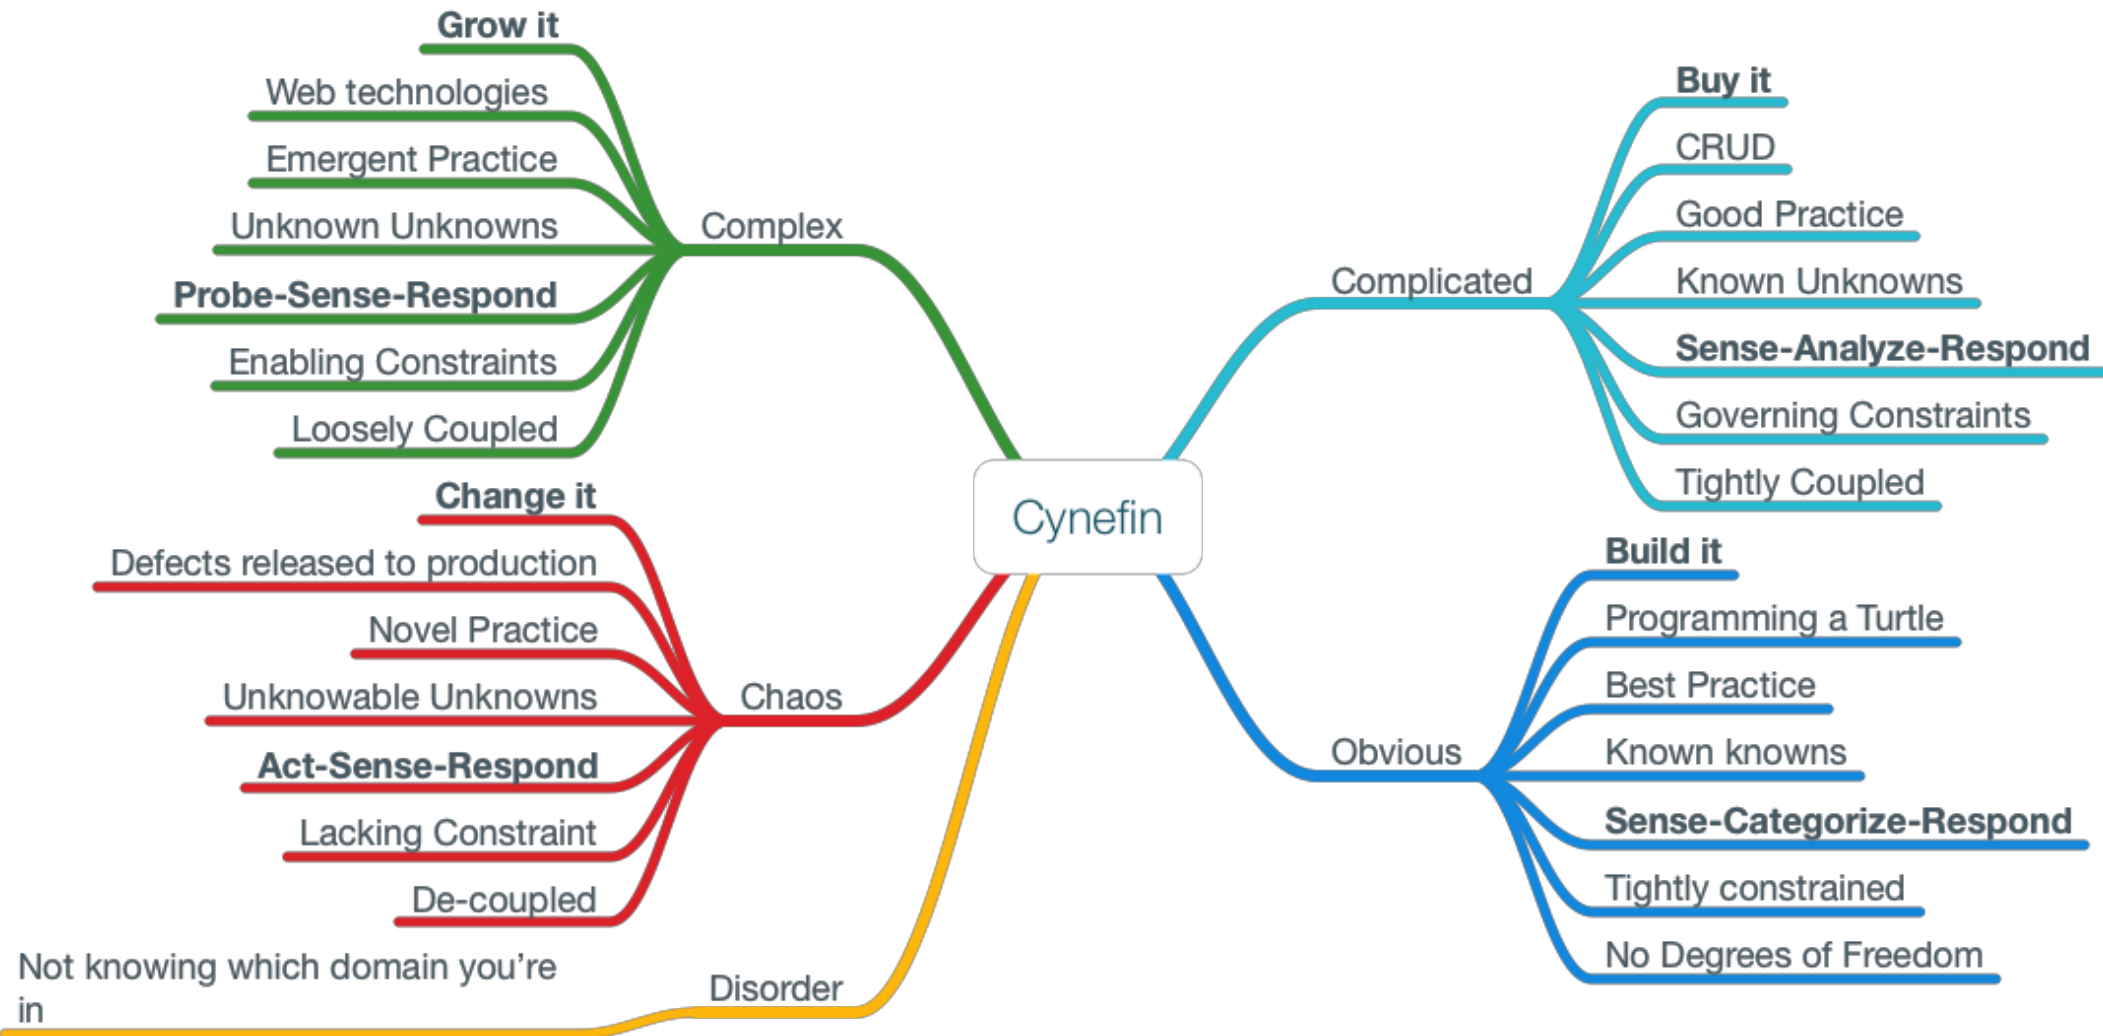 Grow it
Web technologies
Emergent Practice
Unknown Unknowns
Probe-Sense-Respond
Enabling Constraints
Loosely Coupled
Complex
Change it
Defects released to production
Novel Practice
Unknowable Unknowns
Act-Sense-Respond
Lacking Constraint
De-coupled
Chaos
Not knowing which domain you’re
in
Disorder
Cynefin
Complicated
Buy it
CRUD
Good Practice
Known Unknowns
Sense-Analyze-Respond
Governing Constraints
Tightly Coupled
Obvious
Build it
Programming a Turtle
Best Practice
Known knowns
Sense-Categorize-Respond
Tightly constrained
No Degrees of Freedom